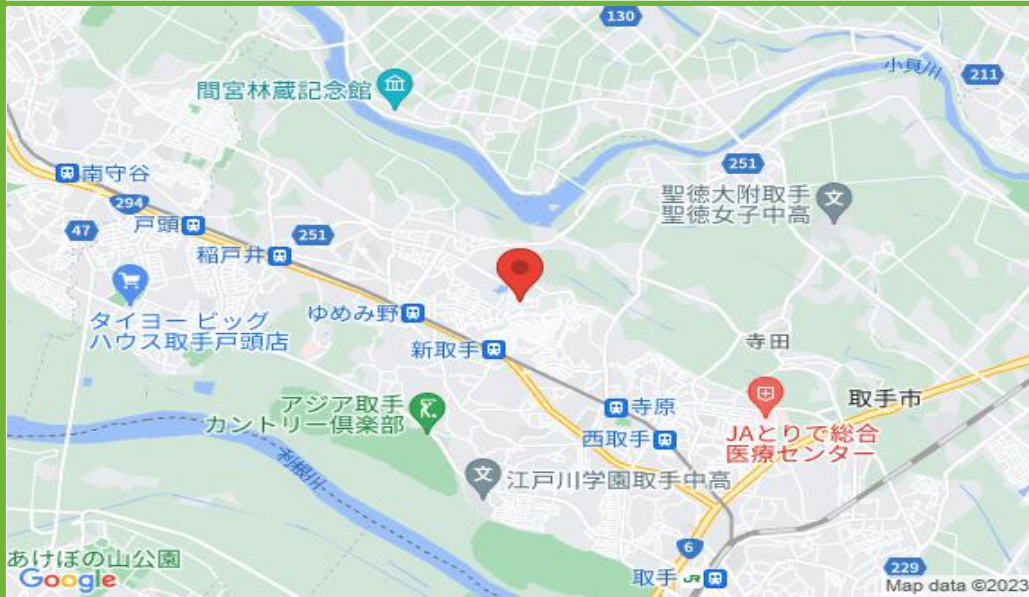 130
小貝川
211
間宮林蔵記念館
251
南守谷
294
聖徳大附取手
聖徳女子中高
戸頭
47
251
稲戸井
ゆめみ野
タイヨー ビッグ
ハウス取手戸頭店
新取手
寺田
アジア取手
カントリー倶楽部
寺原
取手市
西取手
JAとりで総合
医療センター
利根川
江戸川学園取手中高
6
あけぼの山公園
Google
取手
JR
229
Map data ©2023